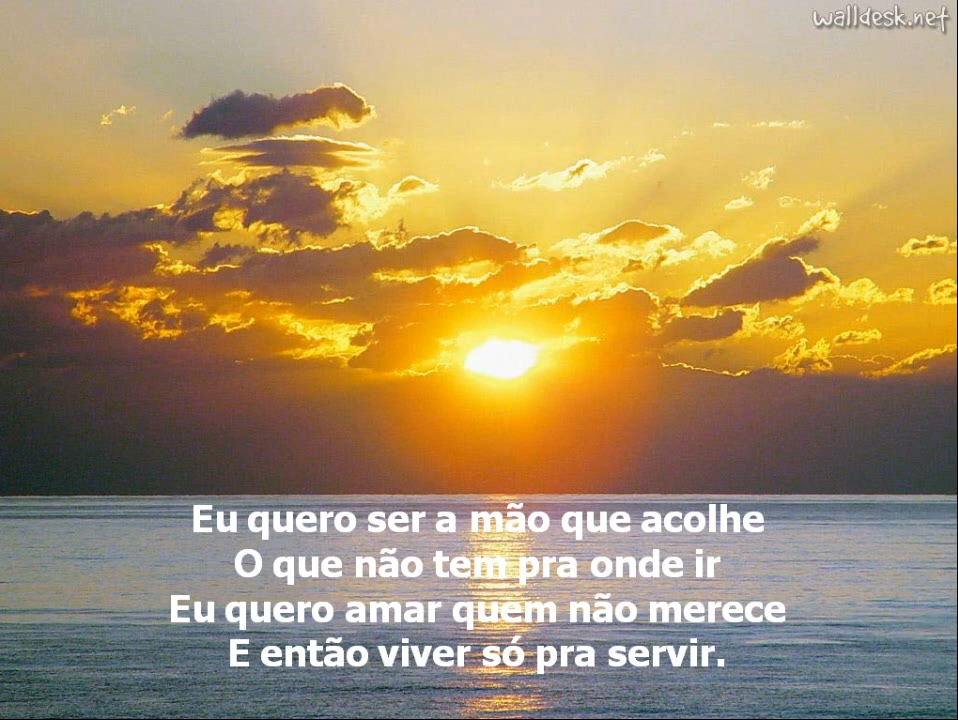 walldesk.net
Eu quero ser a mão que acolhe
O que não tem pra onde ir
Eu quero amar quem não merece
E então viver só pra servir.